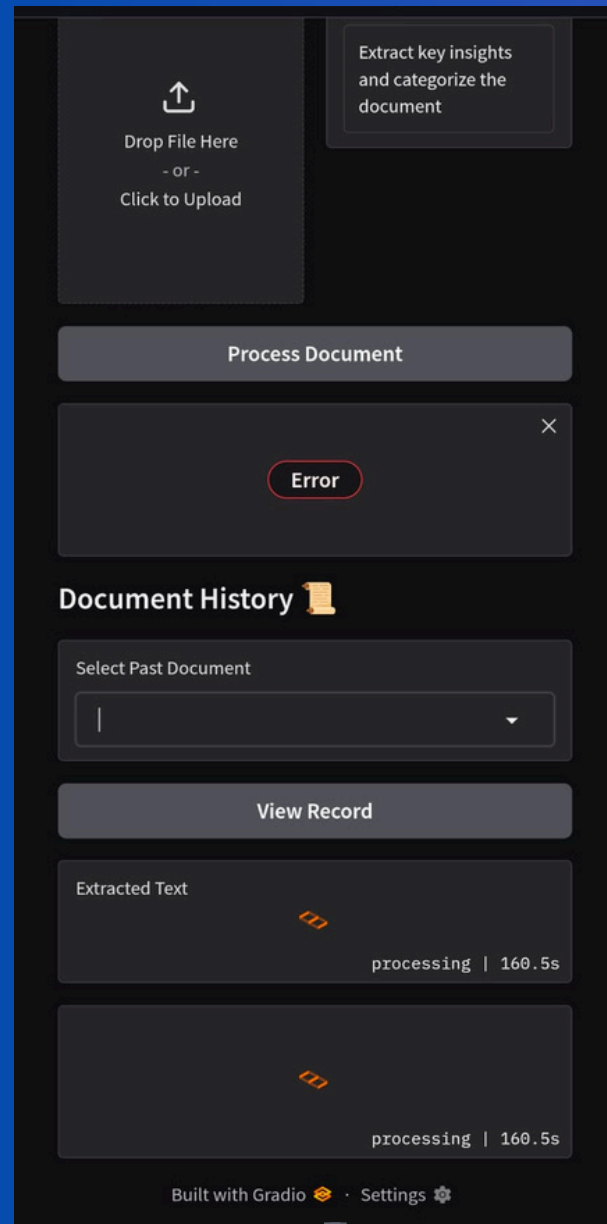 Extract key insights
and categorize the
document
Drop File Here
- or -
Click to Upload
Process Document
Error
Document History 📜
Select Past Document
View Record
Extracted Text
processing | 160.5s
processing | 160.5s
Built with Gradio · Settings